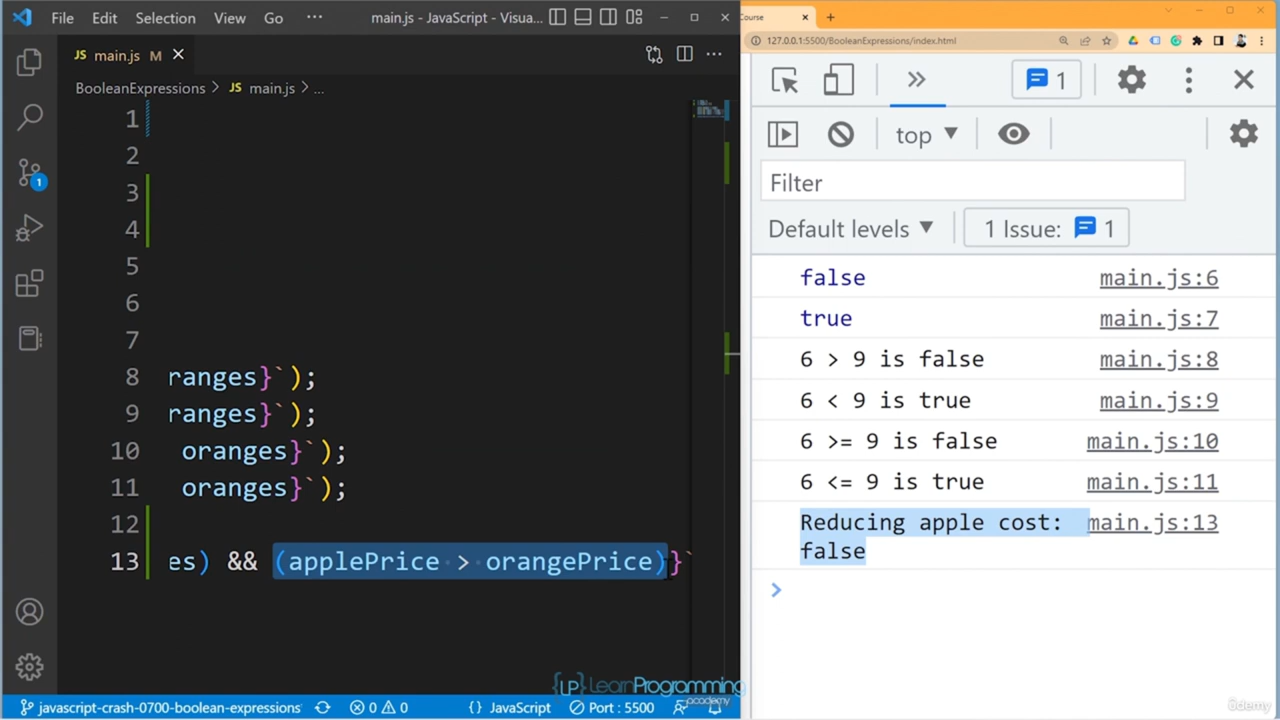 File Edit Selection View Go ··· main.js - JavaScript - Visua...
JS main.js M
BooleanExpressions > JS main.js > ...
1
2
3
4
5
6
7
8 ranges}`);
9 ranges}`);
10 oranges}`);
11 oranges}`);
12
13 es) && (applePrice > orangePrice)}`
1
{LP} LearnProgramming
academy
javascript-crash-0700-boolean-expressions 0 0 {} JavaScript Port : 5500
Course
127.0.0.1:5500/BooleanExpressions/index.html
1
top
Filter
Default levels 1 Issue: 1
false main.js:6
true main.js:7
6 > 9 is false main.js:8
6 < 9 is true main.js:9
6 >= 9 is false main.js:10
6 <= 9 is true main.js:11
Reducing apple cost: main.js:13
false
ûdemy